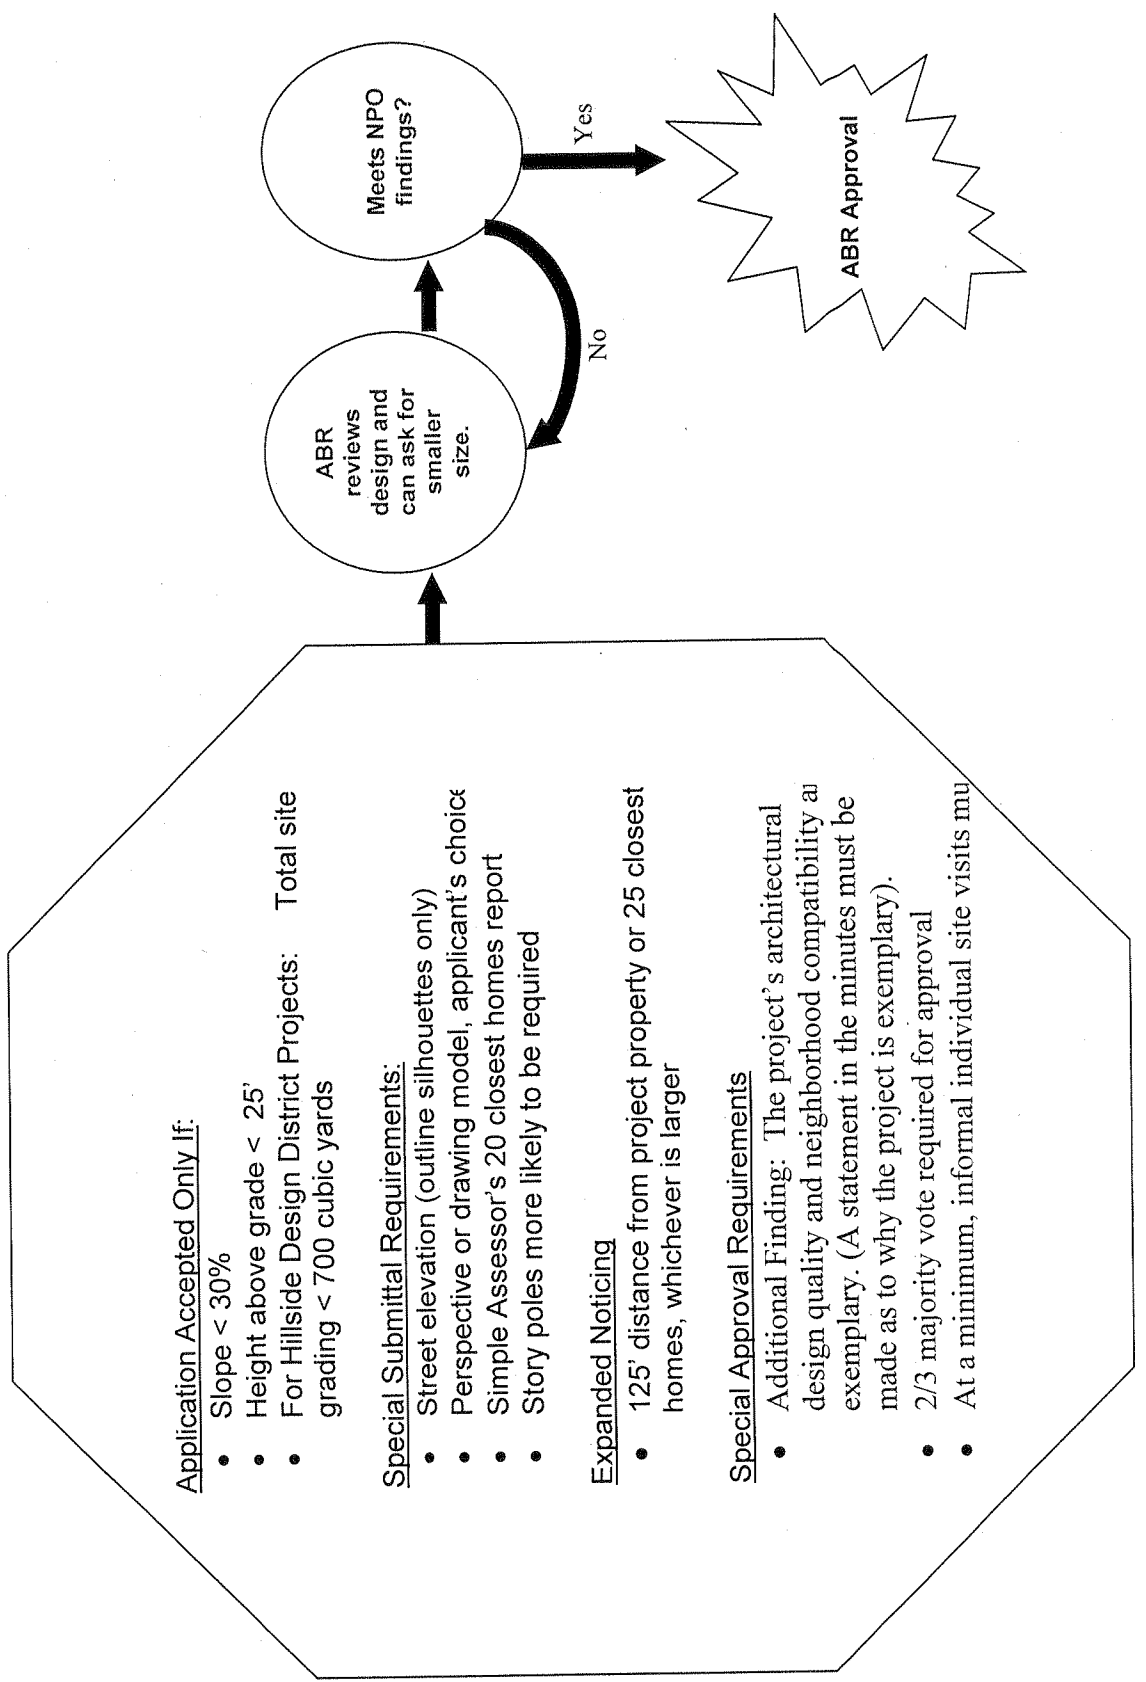 Application Accepted Only If:
• Slope < 30%
• Height above grade < 25'
• For Hillside Design District Projects: Total site
grading < 700 cubic yards
Special Submittal Requirements:
• Street elevation (outline silhouettes only)
• Perspective or drawing model, applicant's choice
• Simple Assessor's 20 closest homes report
• Story poles more likely to be required
Expanded Noticing
• 125' distance from project property or 25 closest
homes, whichever is larger
Special Approval Requirements
• Additional Finding: The project's architectural
design quality and neighborhood compatibility
exemplary. (A statement in the minutes must be
made as to why the project is exemplary).
• 2/3 majority vote required for approval
• At a minimum, informal individual site visits
ABR
reviews
design and
can ask for
smaller
size.
Meets NPO
findings?
No
Yes
ABR Approval